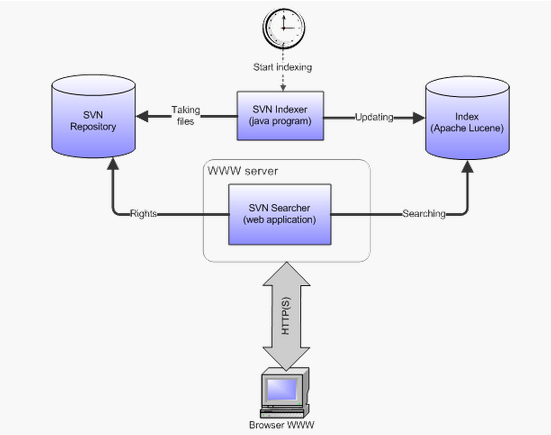 Start indexing
SVN
Repository
Taking
files
SVN Indexer
(java program)
Updating
Index
(Apache Lucene)
WWW server
Rights
SVN Searcher
(web application)
Searching
HTTP(S)
Browser WWW